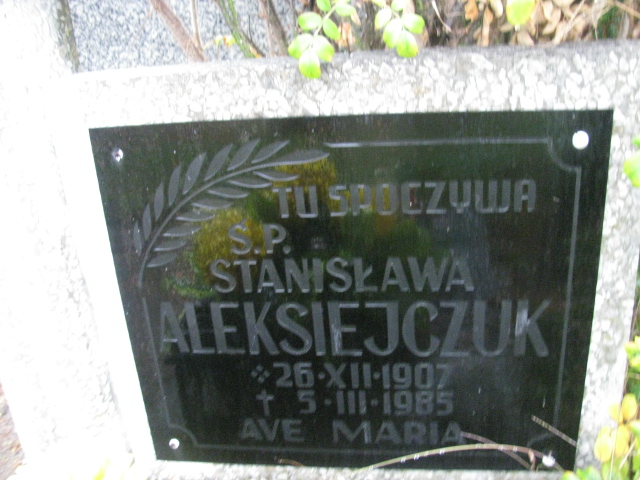 TU SPOCZYWA
Ś.P.
STANISŁAWA
ALEKSIEJCZUK
26·XII·1907
† 5·III·1985
AVE MARIA